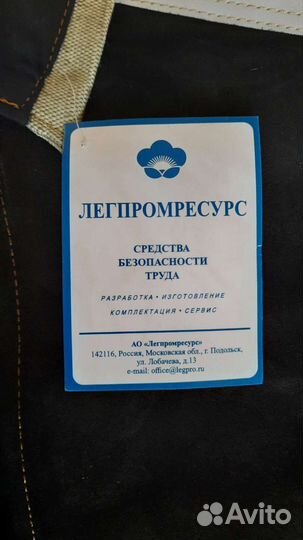 ЛЕГПРОМРЕСУРС
СРЕДСТВА
БЕЗОПАСНОСТИ
ТРУДА
РАЗРАБОТКА • ИЗГОТОВЛЕНИЕ
КОМПЛЕКТАЦИЯ • СЕРВИС
АО «Легпромресурс»
142116, Россия, Московская обл., г. Подольск,
ул. Лобачева, д.13
e-mail: office@legpro.ru
Avito